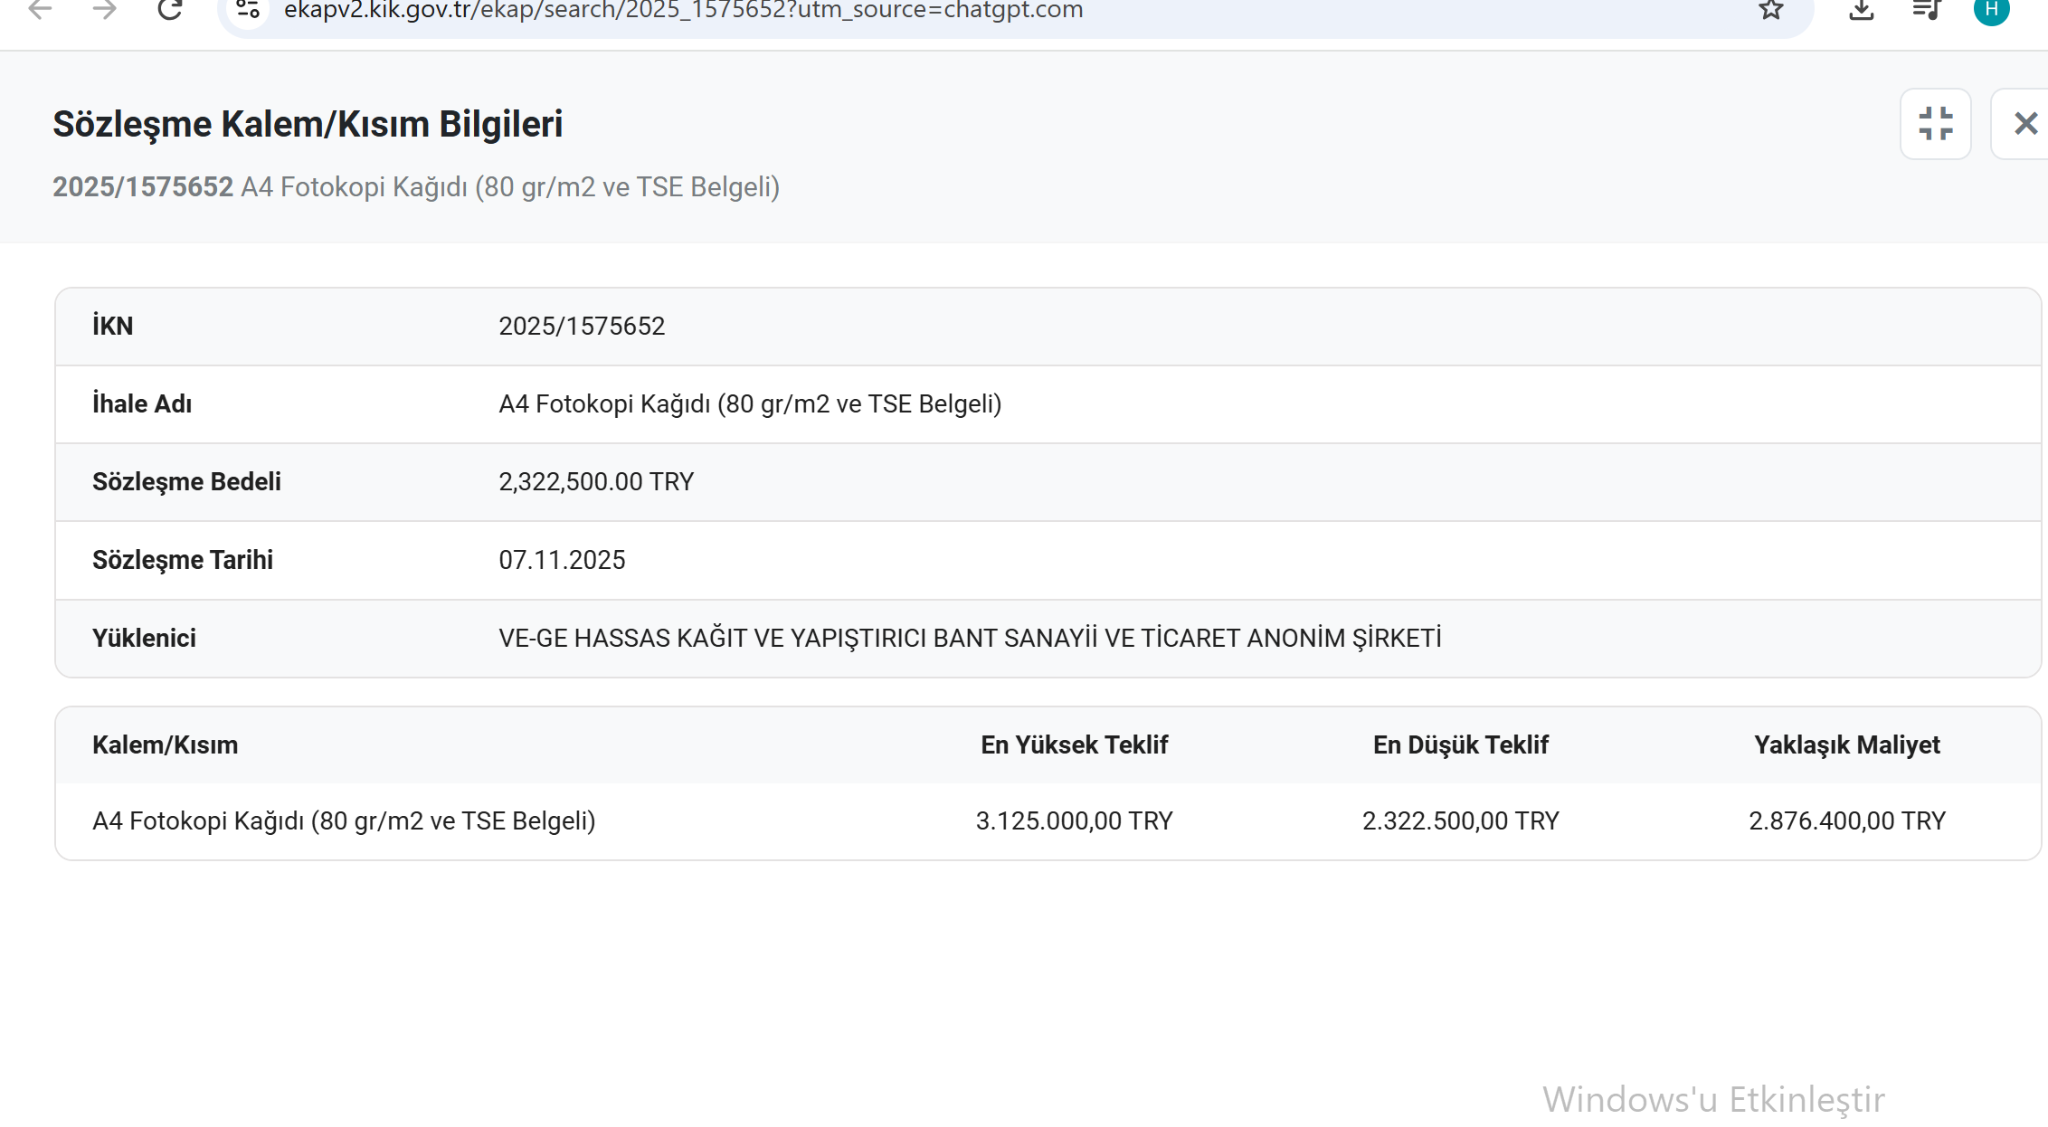 ekapv2.kik.gov.tr/ekap/search/2025_1575652?utm_source=chatgpt.com
H
Sözleşme Kalem/Kısım Bilgileri
2025/1575652 A4 Fotokopi Kağıdı (80 gr/m2 ve TSE Belgeli)
İKN 2025/1575652
İhale Adı A4 Fotokopi Kağıdı (80 gr/m2 ve TSE Belgeli)
Sözleşme Bedeli 2,322,500.00 TRY
Sözleşme Tarihi 07.11.2025
Yüklenici VE-GE HASSAS KAĞIT VE YAPIŞTIRICI BANT SANAYİİ VE TİCARET ANONİM ŞİRKETİ
Kalem/Kısım En Yüksek Teklif En Düşük Teklif Yaklaşık Maliyet
A4 Fotokopi Kağıdı (80 gr/m2 ve TSE Belgeli) 3.125.000,00 TRY 2.322.500,00 TRY 2.876.400,00 TRY
Windows'u Etkinleştir